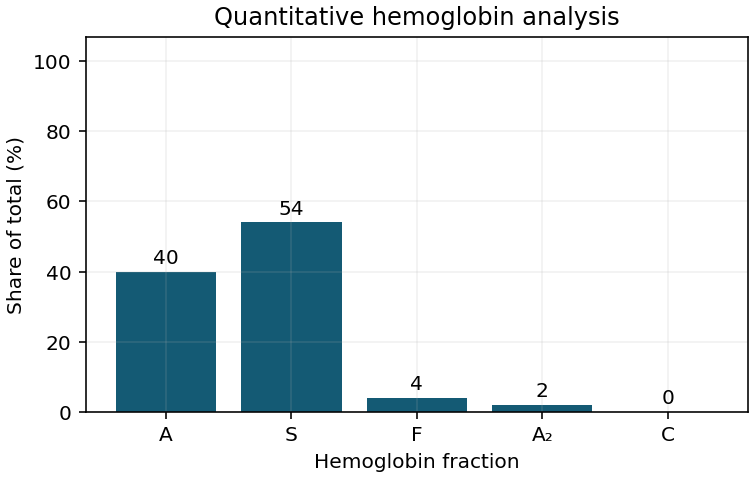 Quantitative hemoglobin analysis
Share of total (%)
100
80
60
40
20
0
40
54
4
2
0
A
S
F
A₂
C
Hemoglobin fraction